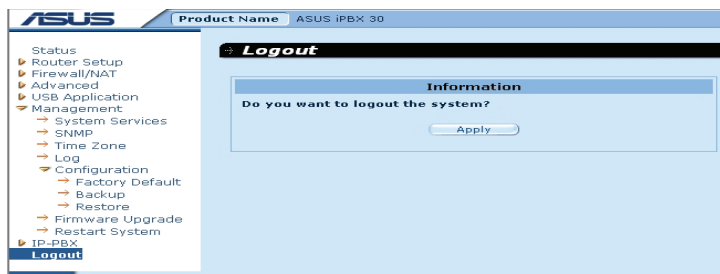 ASUS
Product Name ASUS iPBX 30
Status
Router Setup
Firewall/NAT
Advanced
USB Application
Management
System Services
SNMP
Time Zone
Log
Configuration
Factory Default
Backup
Restore
Firmware Upgrade
Restart System
IP-PBX
Logout
Logout
Information
Do you want to logout the system?
Apply